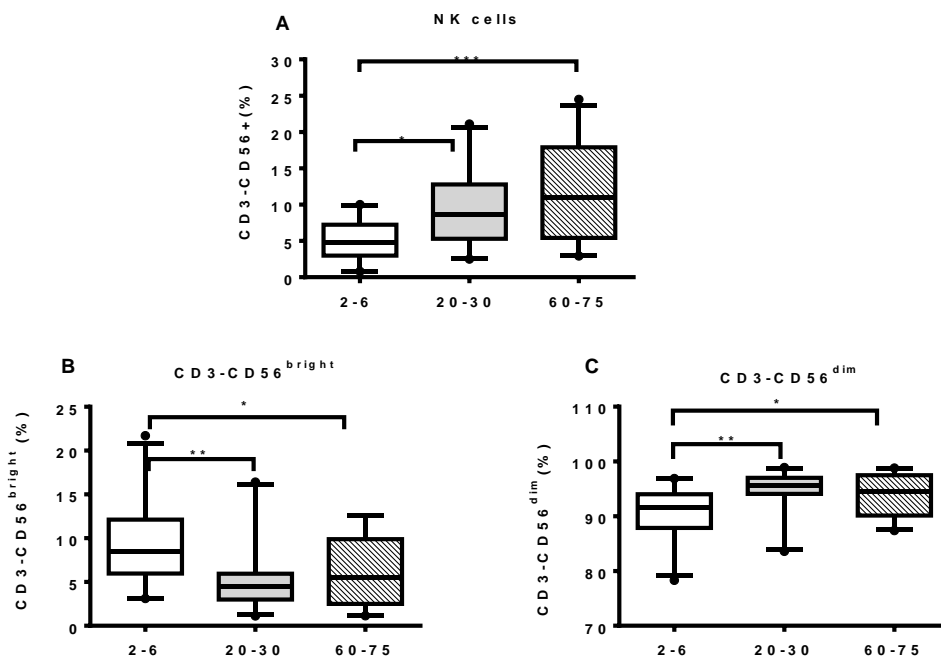 A
NK cells
CD3-CD56+(%)
30
25
20
15
10
5
0
***
*
2-6 20-30 60-75
B
CD3-CD56bright
CD3-CD56bright(%)
25
20
15
10
5
0
*
**
2-6 20-30 60-75
C
CD3-CD56dim
CD3-CD56dim(%)
110
100
90
80
70
*
**
2-6 20-30 60-75